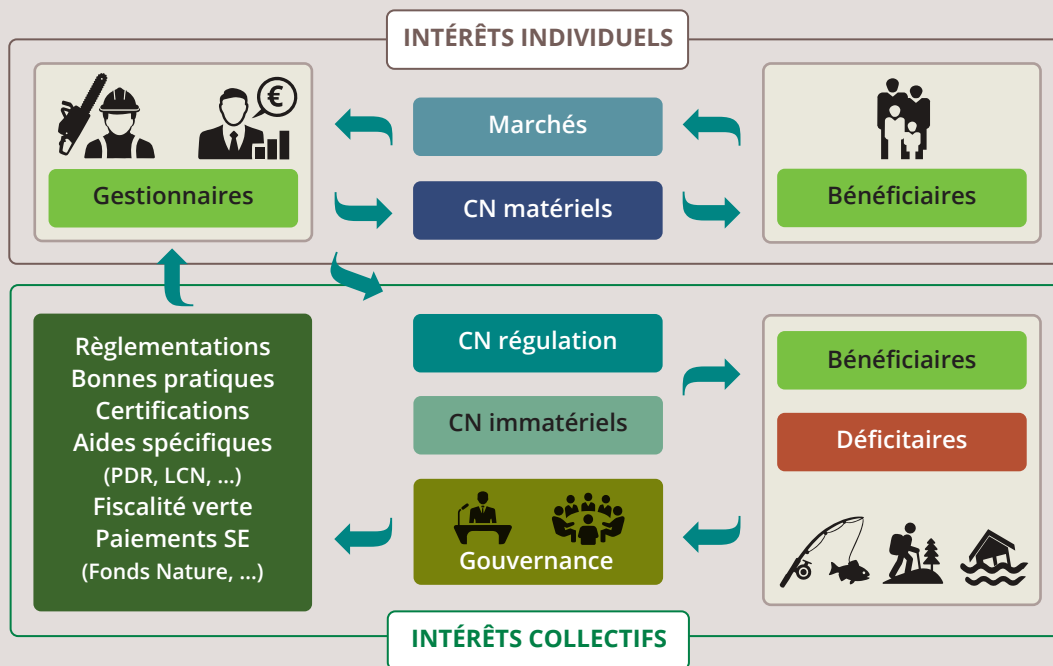 INTÉRÊTS INDIVIDUELS
€
Gestionnaires
Marchés
CN matériels
Bénéficiaires
Règlementations
Bonnes pratiques
Certifications
Aides spécifiques
(PDR, LCN, ...)
Fiscalité verte
Paiements SE
(Fonds Nature, ...)
CN régulation
CN immatériels
Gouvernance
Bénéficiaires
Déficitaires
INTÉRÊTS COLLECTIFS